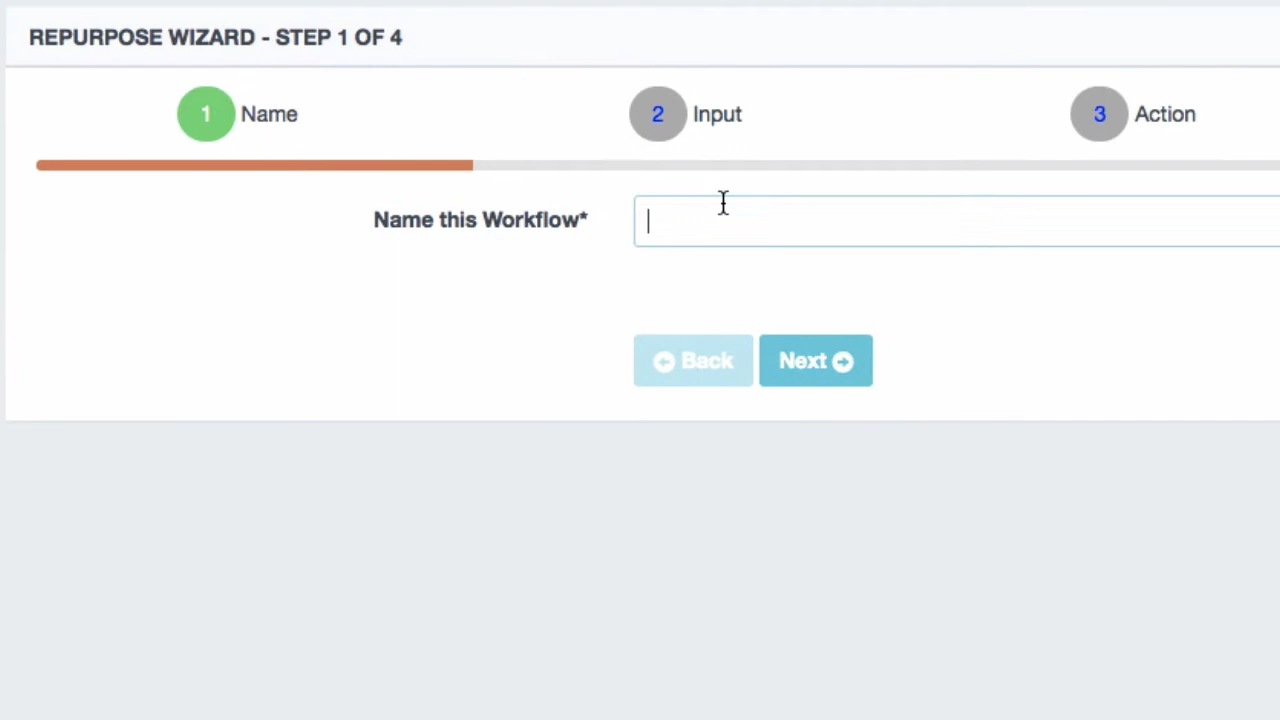 REPURPOSE WIZARD - STEP 1 OF 4
1 Name 2 Input 3 Action
Name this Workflow*
Back Next